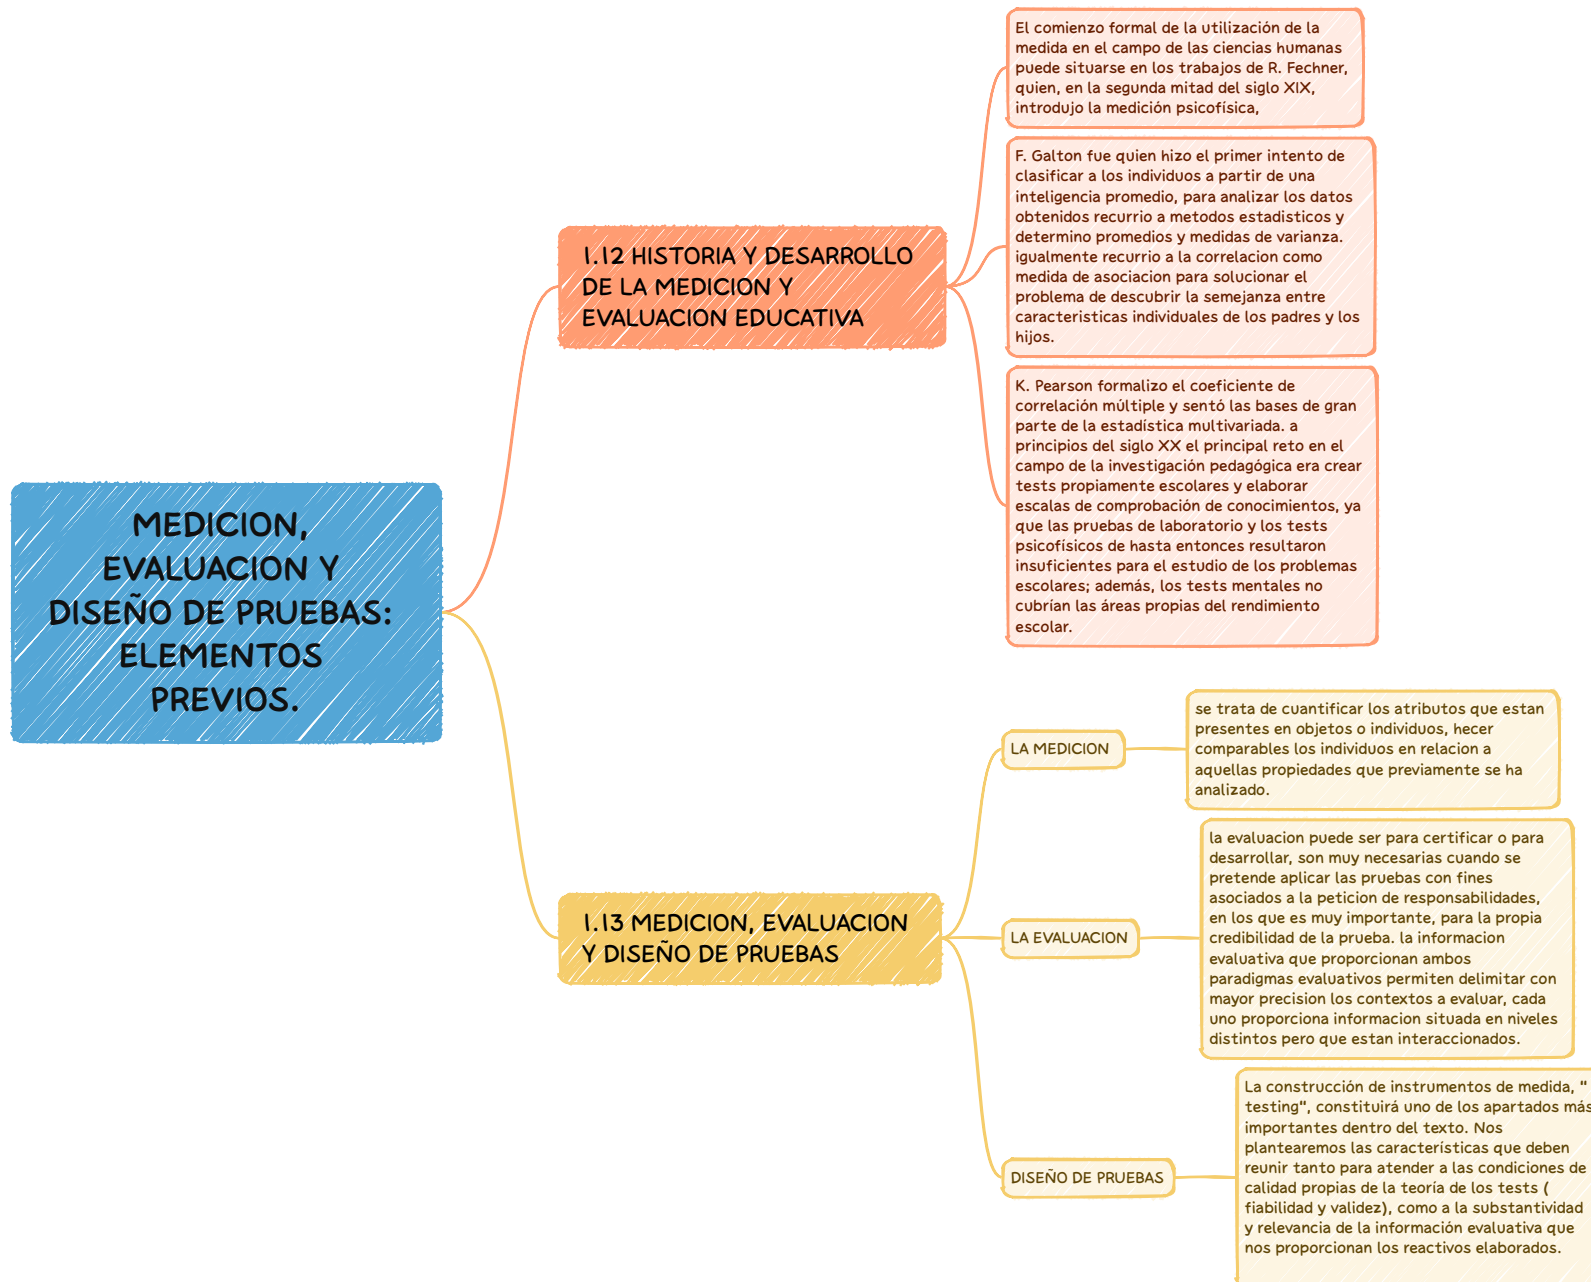 MEDICION,
EVALUACION Y
DISEÑO DE PRUEBAS:
ELEMENTOS
PREVIOS.
1.12 HISTORIA Y DESARROLLO
DE LA MEDICION Y
EVALUACION EDUCATIVA
El comienzo formal de la utilización de la
medida en el campo de las ciencias humanas
puede situarse en los trabajos de R. Fechner,
quien, en la segunda mitad del siglo XIX,
introdujo la medición psicofísica,
F. Galton fue quien hizo el primer intento de
clasificar a los individuos a partir de una
inteligencia promedio, para analizar los datos
obtenidos recurrio a metodos estadisticos y
determino promedios y medidas de varianza.
igualmente recurrio a la correlacion como
medida de asociacion para solucionar el
problema de descubrir la semejanza entre
caracteristicas individuales de los padres y los
hijos.
K. Pearson formalizo el coeficiente de
correlación múltiple y sentó las bases de gran
parte de la estadística multivariada. a
principios del siglo XX el principal reto en el
campo de la investigación pedagógica era crear
tests propiamente escolares y elaborar
escalas de comprobación de conocimientos, ya
que las pruebas de laboratorio y los tests
psicofísicos de hasta entonces resultaron
insuficientes para el estudio de los problemas
escolares; además, los tests mentales no
cubrían las áreas propias del rendimiento
escolar.
1.13 MEDICION, EVALUACION
Y DISEÑO DE PRUEBAS
LA MEDICION
se trata de cuantificar los atributos que estan
presentes en objetos o individuos, hecer
comparables los individuos en relacion a
aquellas propiedades que previamente se ha
analizado.
LA EVALUACION
la evaluacion puede ser para certificar o para
desarrollar, son muy necesarias cuando se
pretende aplicar las pruebas con fines
asociados a la peticion de responsabilidades,
en los que es muy importante, para la propia
credibilidad de la prueba. la informacion
evaluativa que proporcionan ambos
paradigmas evaluativos permiten delimitar con
mayor precision los contextos a evaluar, cada
uno proporciona informacion situada en niveles
distintos pero que estan interaccionados.
DISEÑO DE PRUEBAS
La construcción de instrumentos de medida, "
testing", constituirá uno de los apartados más
importantes dentro del texto. Nos
plantearemos las características que deben
reunir tanto para atender a las condiciones de
calidad propias de la teoría de los tests (
fiabilidad y validez), como a la substantividad
y relevancia de la información evaluativa que
nos proporcionan los reactivos elaborados.